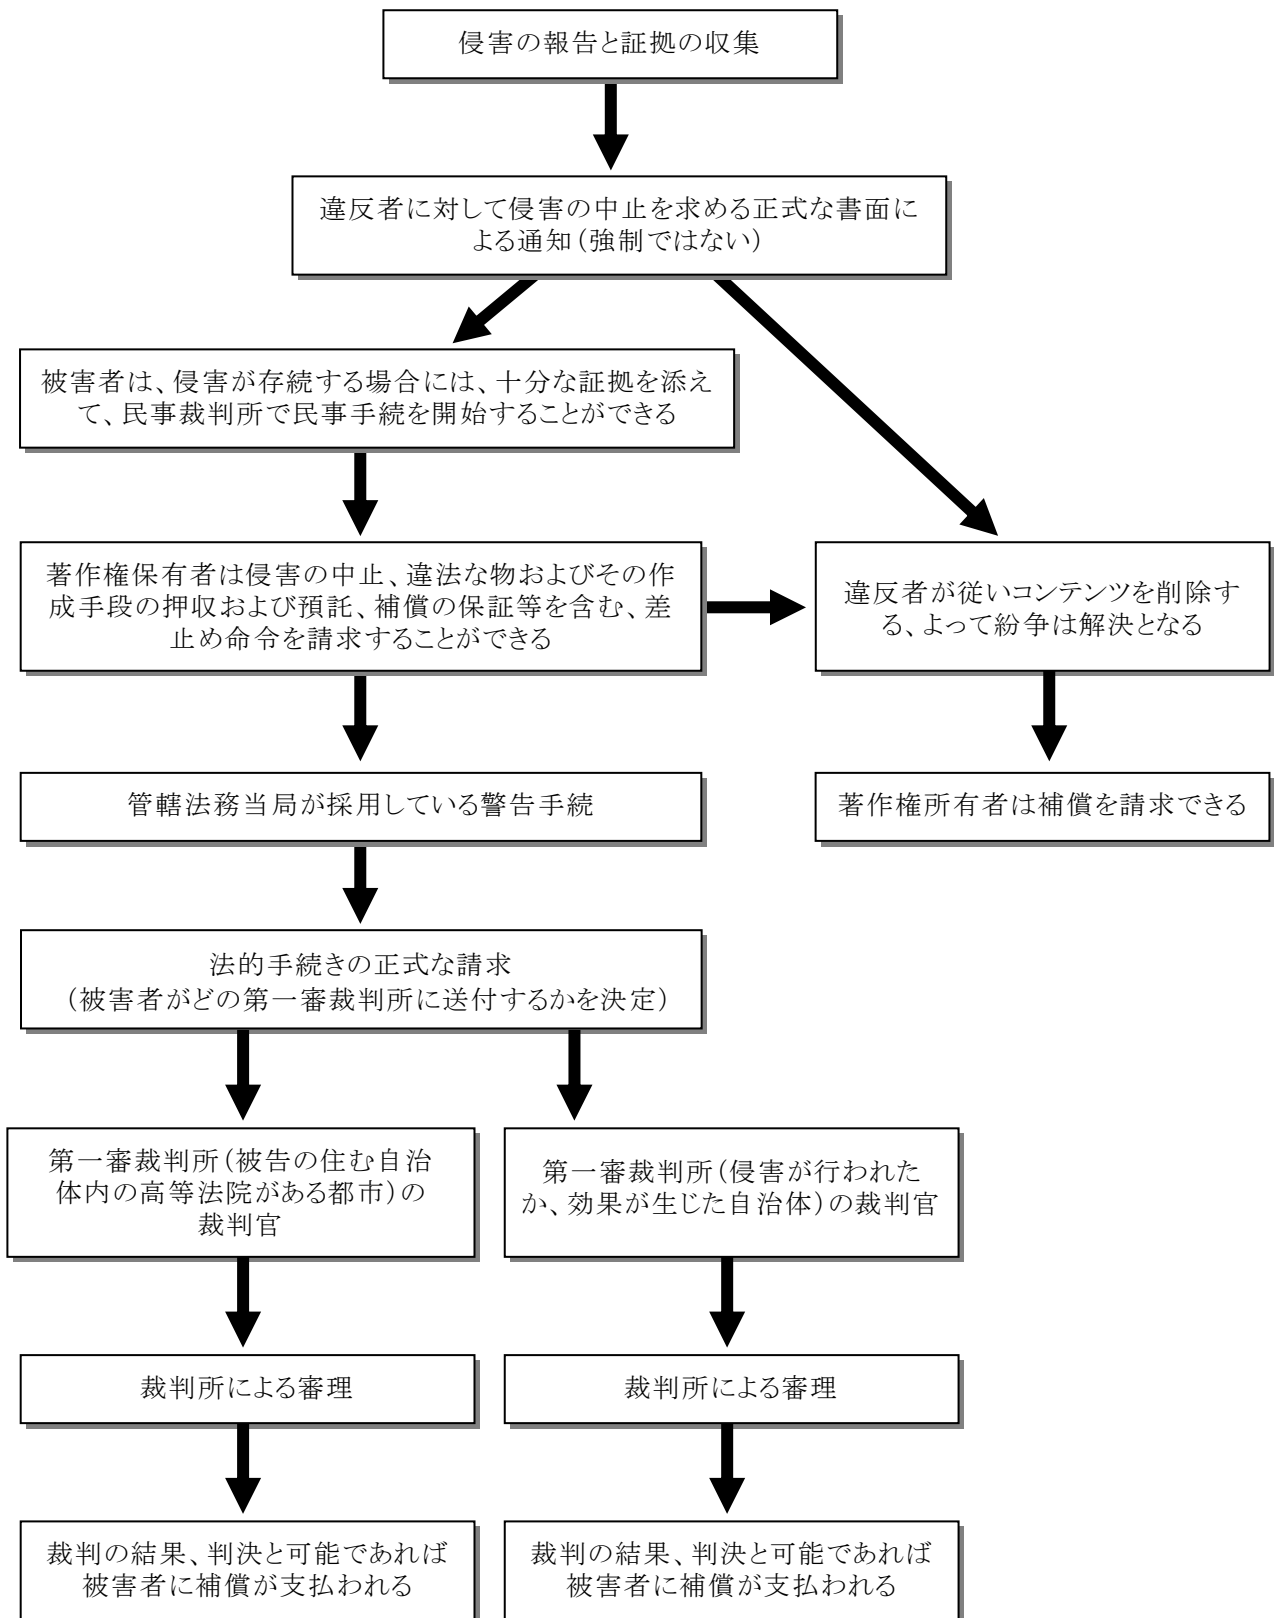 侵害の報告と証拠の収集
違反者に対して侵害の中止を求める正式な書面に
よる通知（強制ではない）
被害者は、侵害が存続する場合には、十分な証拠を添え
て、民事裁判所で民事手続を開始することができる
著作権保有者は侵害の中止、違法な物およびその作
成手段の押収および預託、補償の保証等を含む、差
止め命令を請求することができる
違反者が従いコンテンツを削除す
る、よって紛争は解決となる
管轄法務当局が採用している警告手続
著作権所有者は補償を請求できる
法的手続きの正式な請求
（被害者がどの第一審裁判所に送付するかを決定）
第一審裁判所（被告の住む自治
体内の高等法院がある都市）の
裁判官
第一審裁判所（侵害が行われた
か、効果が生じた自治体）の裁判官
裁判所による審理
裁判所による審理
裁判の結果、判決と可能であれば
被害者に補償が支払われる
裁判の結果、判決と可能であれば
被害者に補償が支払われる